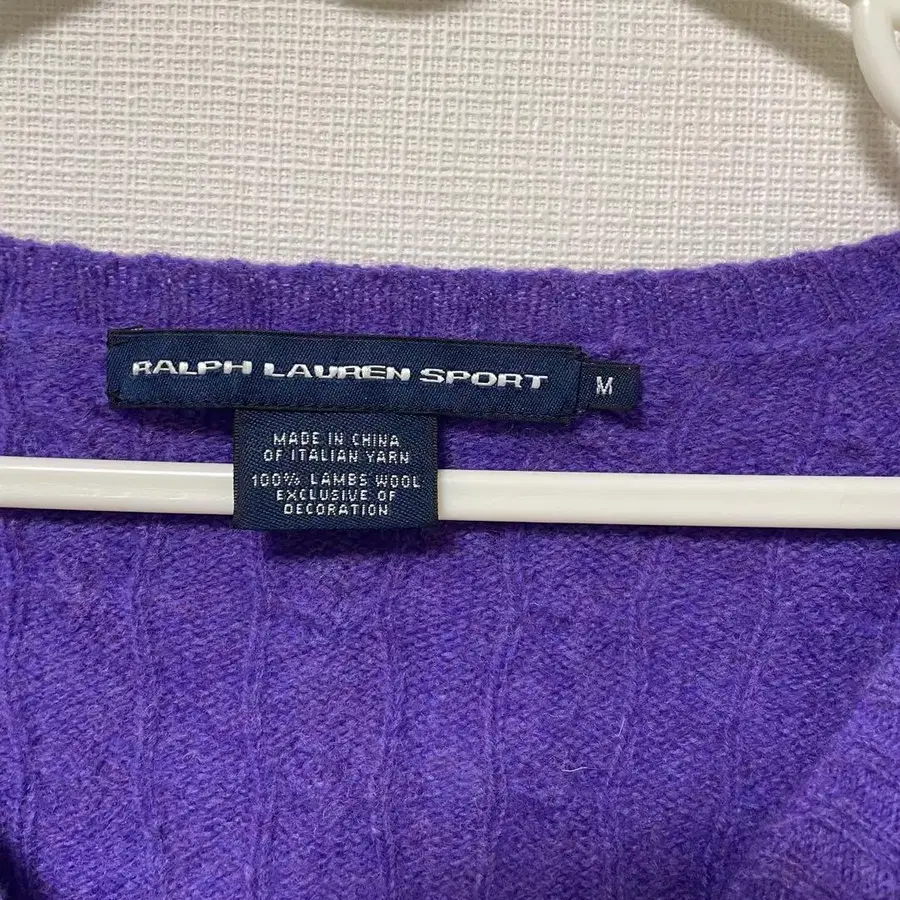 RALPH LAUREN SPORT
M
MADE IN CHINA
OF ITALIAN YARN
100% LAMBS WOOL
EXCLUSIVE OF
DECORATION